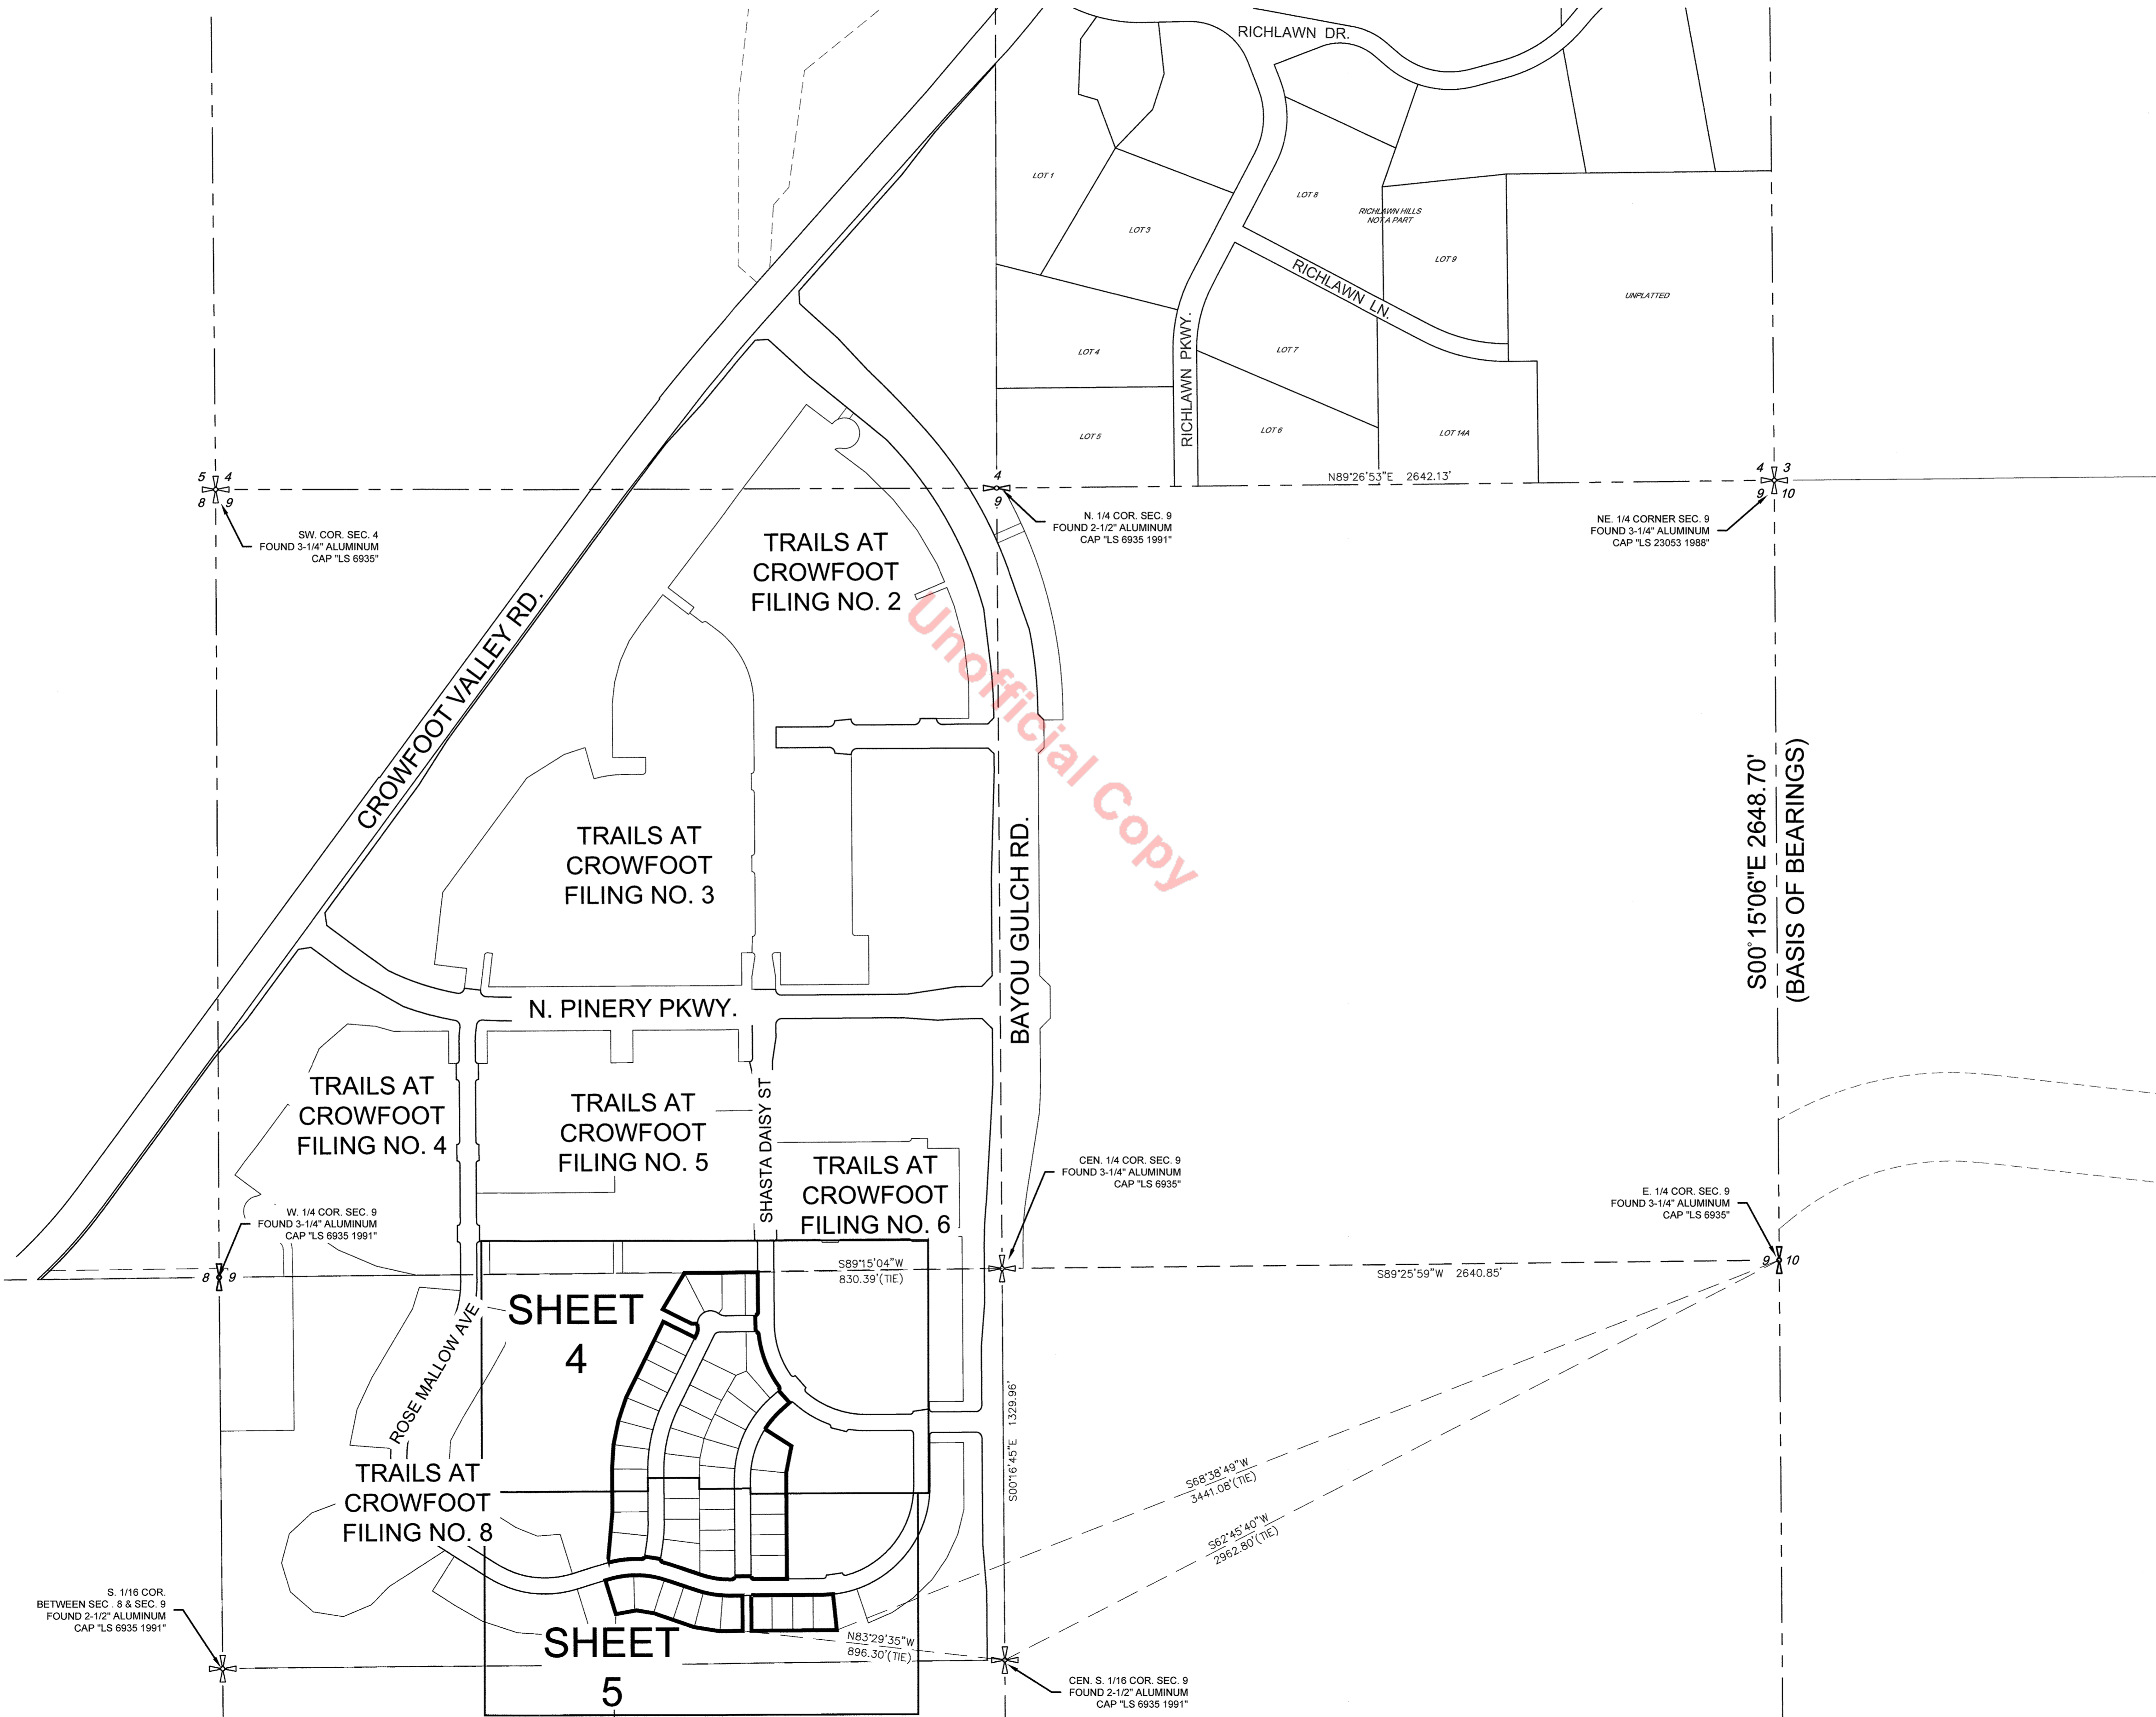 RICHLAWN DR.
LOT 1
LOT 3
LOT 8
RICHLAWN HILLS
NOT A PART
LOT 9
RICHLAWN LN.
UNPLATTED
RICHLAWN PKWY.
LOT 4
LOT 7
LOT 5
LOT 6
LOT 14A
N89°26'53"E 2642.13'
5 4
8 9
4
9
4 3
9 10
SW. COR. SEC. 4
FOUND 3-1/4" ALUMINUM
CAP "LS 6935"
N. 1/4 COR. SEC. 9
FOUND 2-1/2" ALUMINUM
CAP "LS 6935 1991"
NE. 1/4 CORNER SEC. 9
FOUND 3-1/4" ALUMINUM
CAP "LS 23053 1988"
TRAILS AT
CROWFOOT
FILING NO. 2
Unofficial Copy
CROWFOOT VALLEY RD.
TRAILS AT
CROWFOOT
FILING NO. 3
BAYOU GULCH RD.
S00°15'06"E 2648.70'
(BASIS OF BEARINGS)
N. PINERY PKWY.
TRAILS AT
CROWFOOT
FILING NO. 4
TRAILS AT
CROWFOOT
FILING NO. 5
SHASTA DAISY ST
TRAILS AT
CROWFOOT
FILING NO. 6
CEN. 1/4 COR. SEC. 9
FOUND 3-1/4" ALUMINUM
CAP "LS 6935"
E. 1/4 COR. SEC. 9
FOUND 3-1/4" ALUMINUM
CAP "LS 6935"
W. 1/4 COR. SEC. 9
FOUND 3-1/4" ALUMINUM
CAP "LS 6935 1991"
8 9
9 10
S89°15'04"W
830.39'(TIE)
S89°25'59"W 2640.85'
SHEET
4
ROSE MALLOW AVE
S00°16'45"E 1329.96'
TRAILS AT
CROWFOOT
FILING NO. 8
S68°38'49"W
3441.08'(TIE)
S62°45'40"W
2962.80'(TIE)
S. 1/16 COR.
BETWEEN SEC . 8 & SEC. 9
FOUND 2-1/2" ALUMINUM
CAP "LS 6935 1991"
SHEET
5
N83°29'35"W
896.30'(TIE)
CEN. S. 1/16 COR. SEC. 9
FOUND 2-1/2" ALUMINUM
CAP "LS 6935 1991"